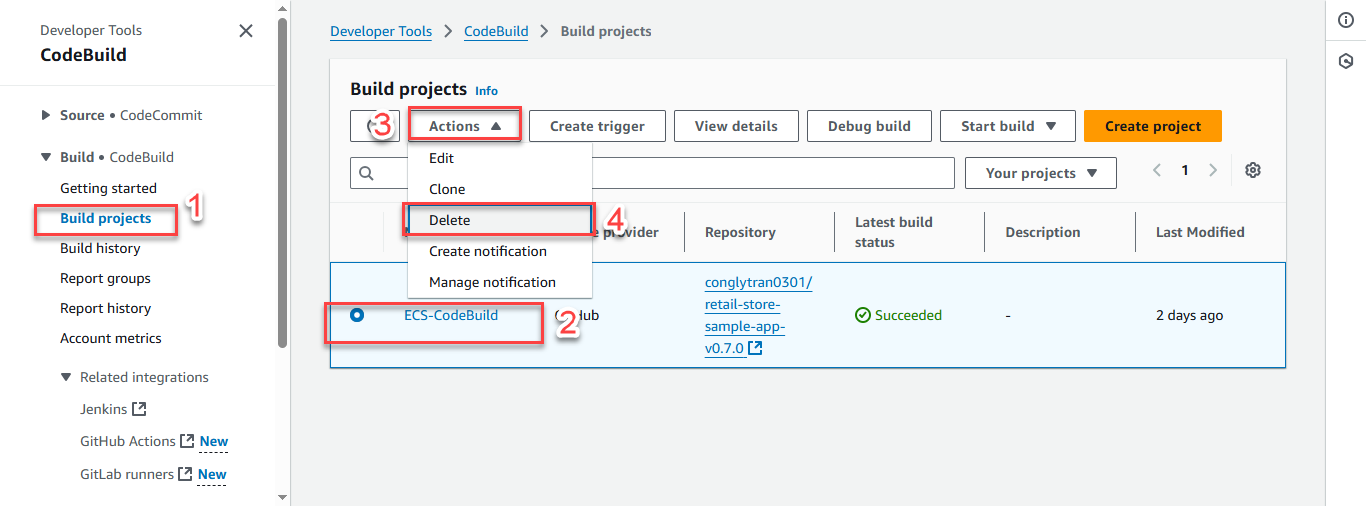 Developer Tools
CodeBuild
Source • CodeCommit
Build • CodeBuild
Getting started
Build projects
1
Build history
Report groups
Report history
Account metrics
Related integrations
Jenkins
GitHub Actions New
GitLab runners New
Developer Tools > CodeBuild > Build projects
Build projects Info
3
Actions
Create trigger
View details
Debug build
Start build
Create project
Edit
Clone
Delete
4
Create notification
Manage notification
Your projects
1
provider
Repository
Latest build
status
Description
Last Modified
ECS-CodeBuild
2
conglytran0301/
retail-store-
sample-app-
v0.7.0
Succeeded
-
2 days ago